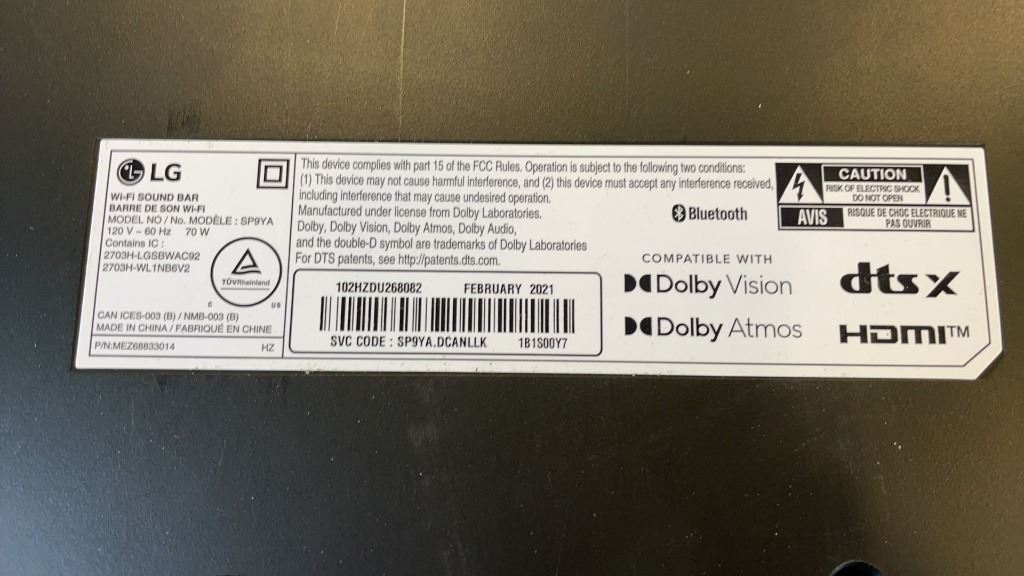 LG
WI-FI SOUND BAR
BARRE DE SON WI-FI
MODEL NO / No. MODÈLE : SP9YA
120 V ~ 60 Hz 70 W
Contains IC :
2703H-LGSBWAC92
2703H-WL1NB6V2
TÜVRheinland
C US
CAN ICES-003 (B) / NMB-003 (B)
MADE IN CHINA / FABRIQUÉ EN CHINE
P/N:MEZ68833014 HZ
This device complies with part 15 of the FCC Rules. Operation is subject to the following two conditions:
(1) This device may not cause harmful interference, and (2) this device must accept any interference received,
including interference that may cause undesired operation.
Manufactured under license from Dolby Laboratories.
Dolby, Dolby Vision, Dolby Atmos, Dolby Audio,
and the double-D symbol are trademarks of Dolby Laboratories
For DTS patents, see http://patents.dts.com.
102HZDU268082 FEBRUARY 2021
SVC CODE : SP9YA.DCANLLK 1B1S00Y7
Bluetooth
COMPATIBLE WITH
Dolby Vision
Dolby Atmos
CAUTION
RISK OF ELECTRIC SHOCK
DO NOT OPEN
AVIS
RISQUE DE CHOC ELECTRIQUE NE
PAS OUVRIR
dts X
HDMI™